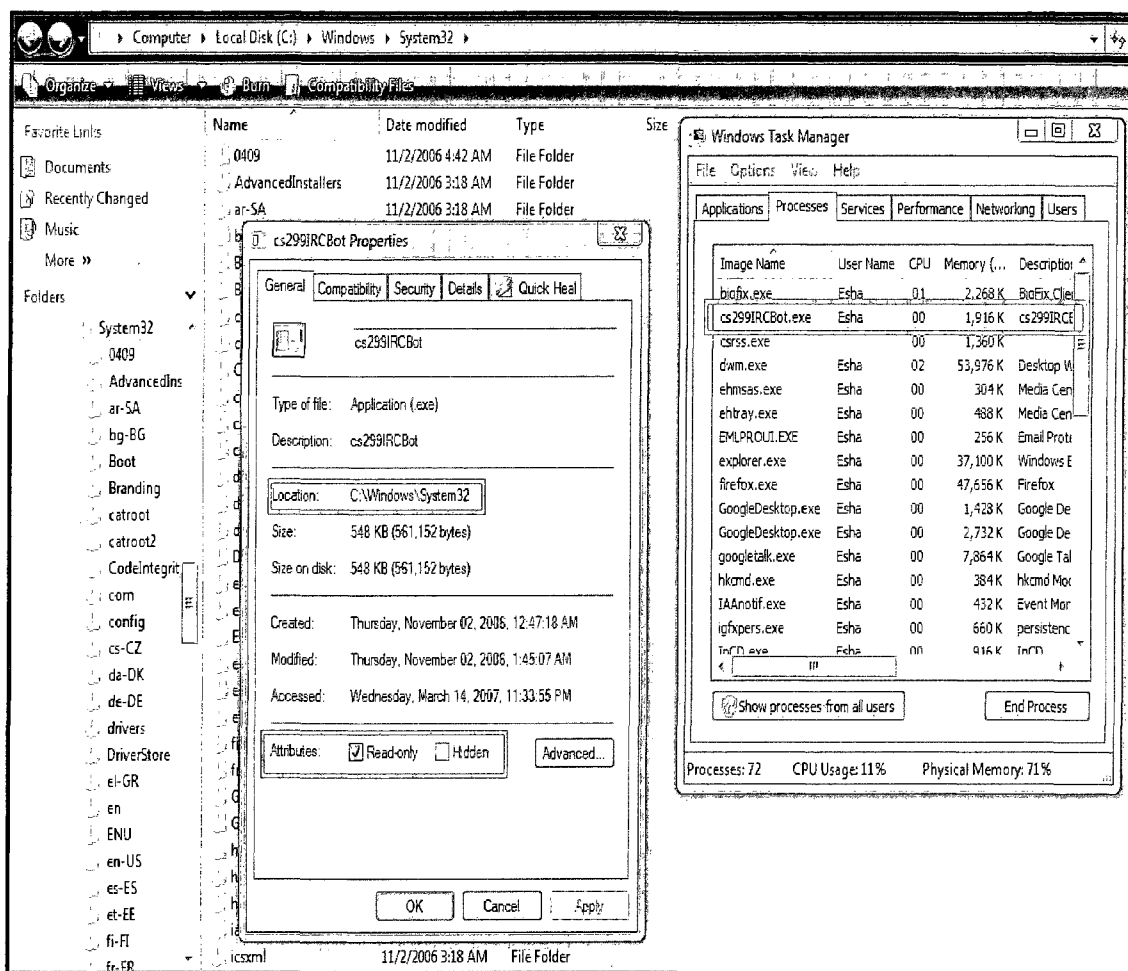 Computer ▸ Local Disk (C:) ▸ Windows ▸ System32 ▸
Organize Views Burn Compatibility Files
Favorite Links
Documents
Recently Changed
Music
More »
Folders
System32
0409
AdvancedIns
ar-SA
bg-BG
Boot
Branding
catroot
catroot2
CodeIntegrit
com
config
cs-CZ
da-DK
de-DE
drivers
DriverStore
el-GR
en
ENU
en-US
es-ES
et-EE
fi-FI
fr-FR
Name Date modified Type Size
0409 11/2/2006 4:42 AM File Folder
AdvancedInstallers 11/2/2006 3:18 AM File Folder
ar-SA 11/2/2006 3:18 AM File Folder
icsxml 11/2/2006 3:18 AM File Folder
cs299IRCBot Properties
General Compatibility Security Details Quick Heal
cs299IRCBot
Type of file: Application (.exe)
Description: cs299IRCBot
Location: C:\Windows\System32
Size: 548 KB (561,152 bytes)
Size on disk: 548 KB (561,152 bytes)
Created: Thursday, November 02, 2006, 12:47:18 AM
Modified: Thursday, November 02, 2006, 1:45:07 AM
Accessed: Wednesday, March 14, 2007, 11:33:55 PM
Attributes: Read-only Hidden Advanced...
OK Cancel Apply
Windows Task Manager
File Options View Help
Applications Processes Services Performance Networking Users
Image Name User Name CPU Memory (... Description
biofix.exe Esha 01 2,268 K BioFix Clie
cs299IRCBot.exe Esha 00 1,916 K cs299IRCE
csrss.exe 00 1,360 K
dwm.exe Esha 02 53,976 K Desktop W
ehmsas.exe Esha 00 304 K Media Cen
ehtray.exe Esha 00 488 K Media Cen
EMLPROUI.EXE Esha 00 256 K Email Prote
explorer.exe Esha 00 37,100 K Windows E
firefox.exe Esha 00 47,656 K Firefox
GoogleDesktop.exe Esha 00 1,428 K Google De
GoogleDesktop.exe Esha 00 2,732 K Google De
googletalk.exe Esha 00 7,864 K Google Tal
hkcmd.exe Esha 00 384 K hkcmd Mod
IAAnotif.exe Esha 00 432 K Event Mor
igfxpers.exe Esha 00 660 K persistenc
InCD.exe Esha 00 916 K InCD
Show processes from all users End Process
Processes: 72 CPU Usage: 11% Physical Memory: 71%